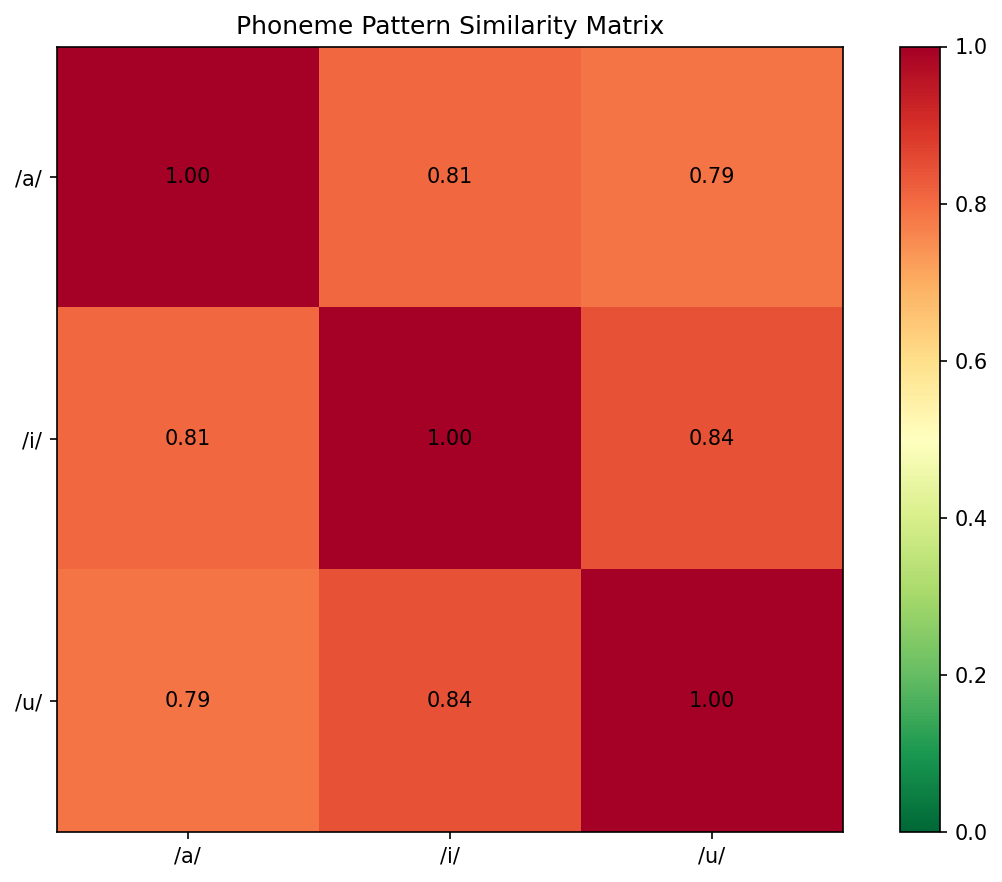 Phoneme Pattern Similarity Matrix
/a/ 1.00 0.81 0.79
/i/ 0.81 1.00 0.84
/u/ 0.79 0.84 1.00
/a/ /i/ /u/
1.0
0.8
0.6
0.4
0.2
0.0